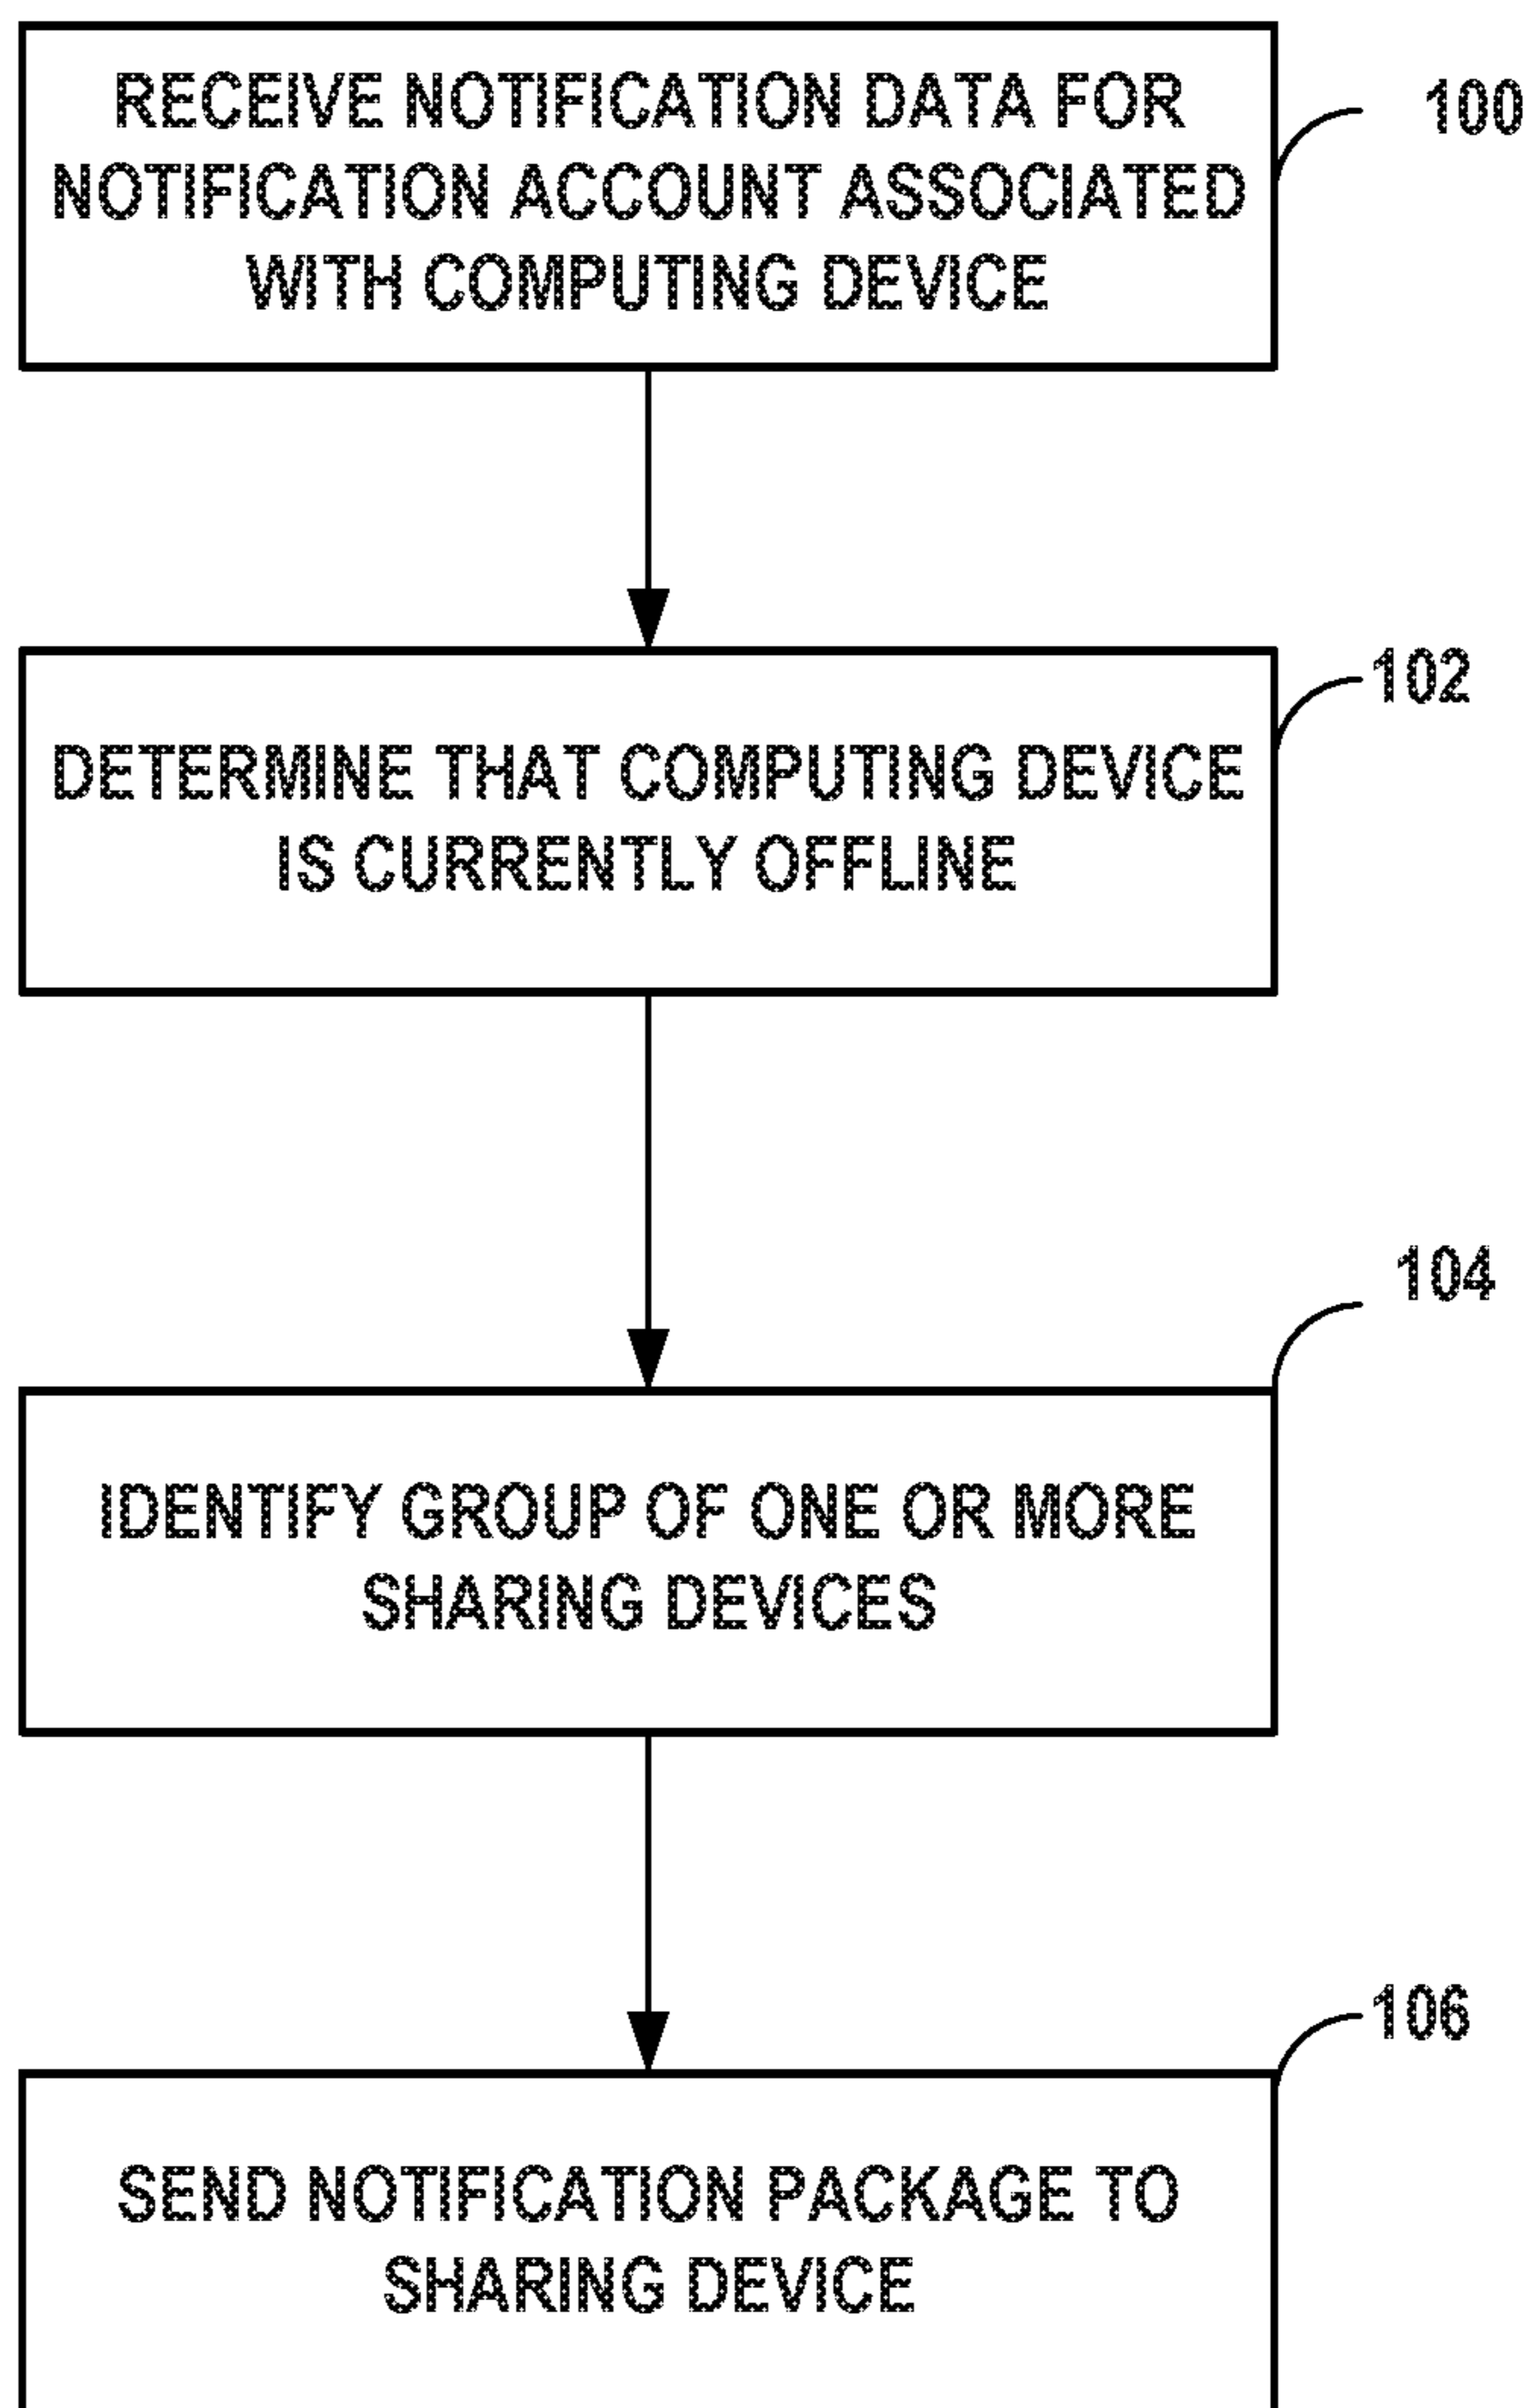 RECEIVE NOTIFICATION DATA FOR
NOTIFICATION ACCOUNT ASSOCIATED
WITH COMPUTING DEVICE
100
DETERMINE THAT COMPUTING DEVICE
IS CURRENTLY OFFLINE
102
IDENTIFY GROUP OF ONE OR MORE
SHARING DEVICES
104
SEND NOTIFICATION PACKAGE TO
SHARING DEVICE
106